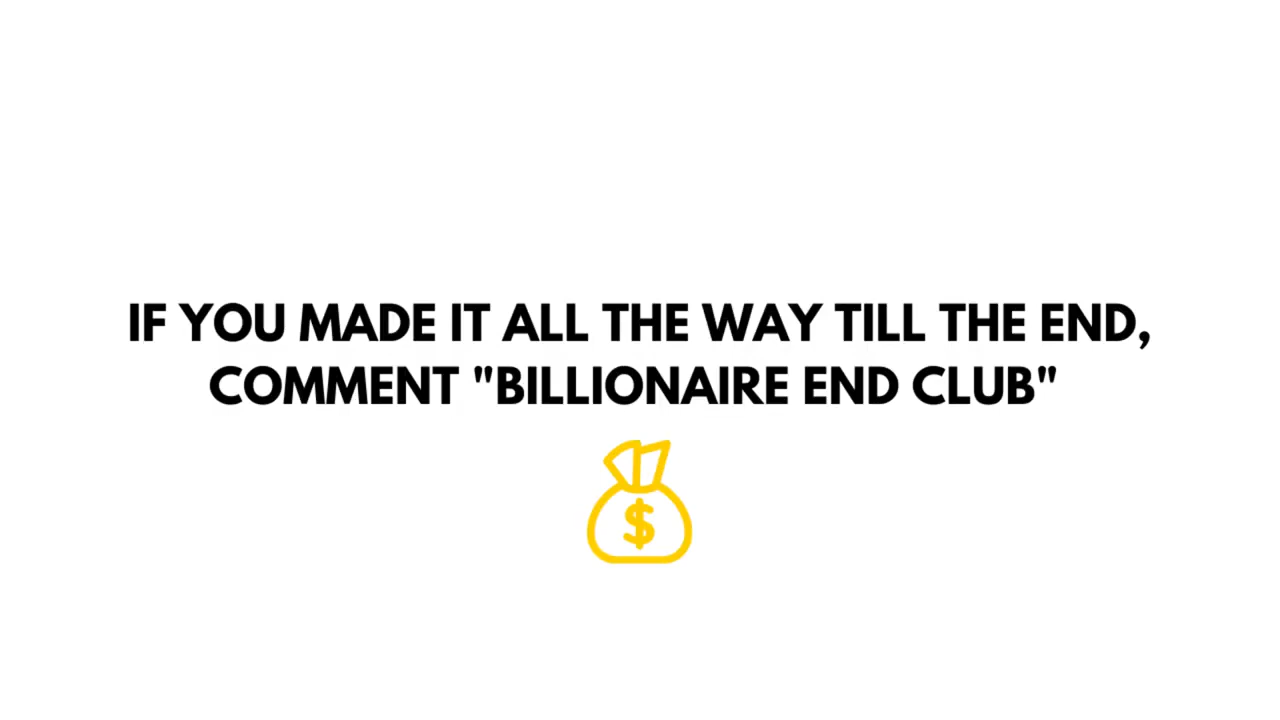 IF YOU MADE IT ALL THE WAY TILL THE END,
COMMENT "BILLIONAIRE END CLUB"
$